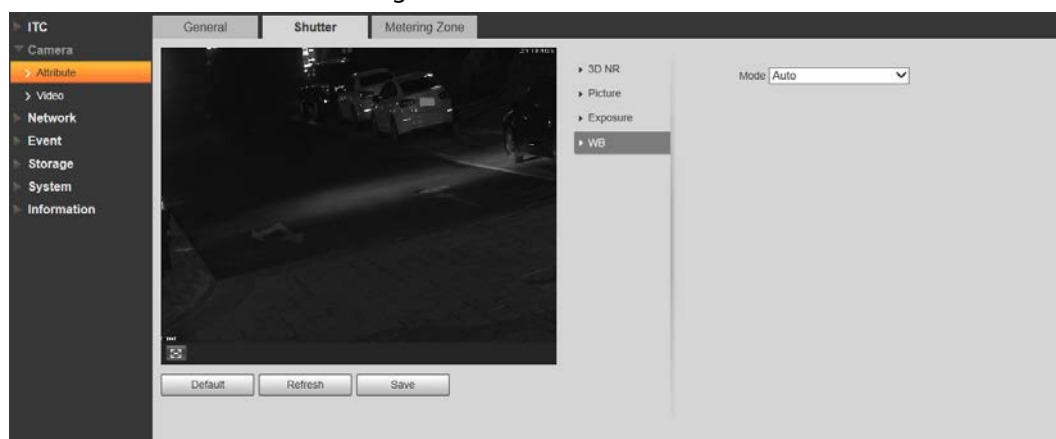 ITC
Camera
Attribute
Video
Network
Event
Storage
System
Information
General
Shutter
Metering Zone
3D NR
Picture
Exposure
WB
Mode Auto
Default
Refresh
Save